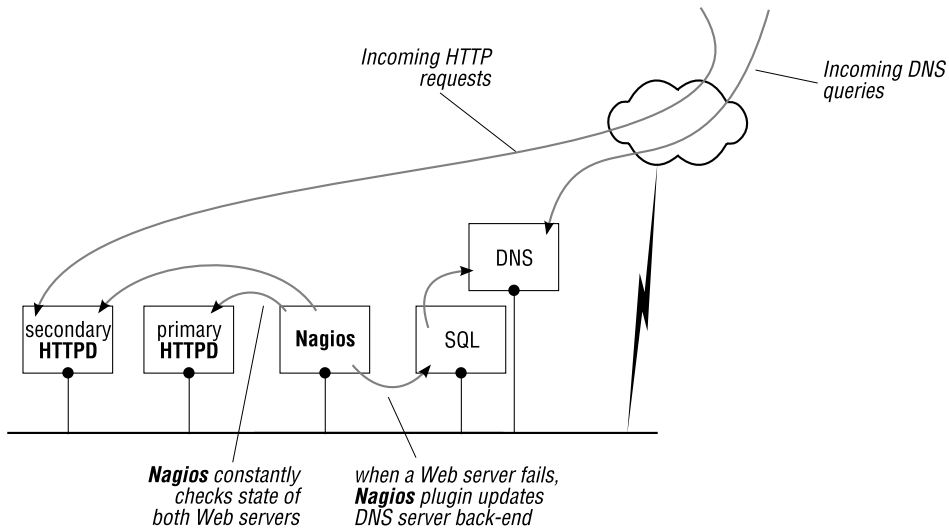 Incoming HTTP
requests
Incoming DNS
queries
DNS
secondary
HTTPD
primary
HTTPD
Nagios
SQL
Nagios constantly
checks state of
both Web servers
when a Web server fails,
Nagios plugin updates
DNS server back-end